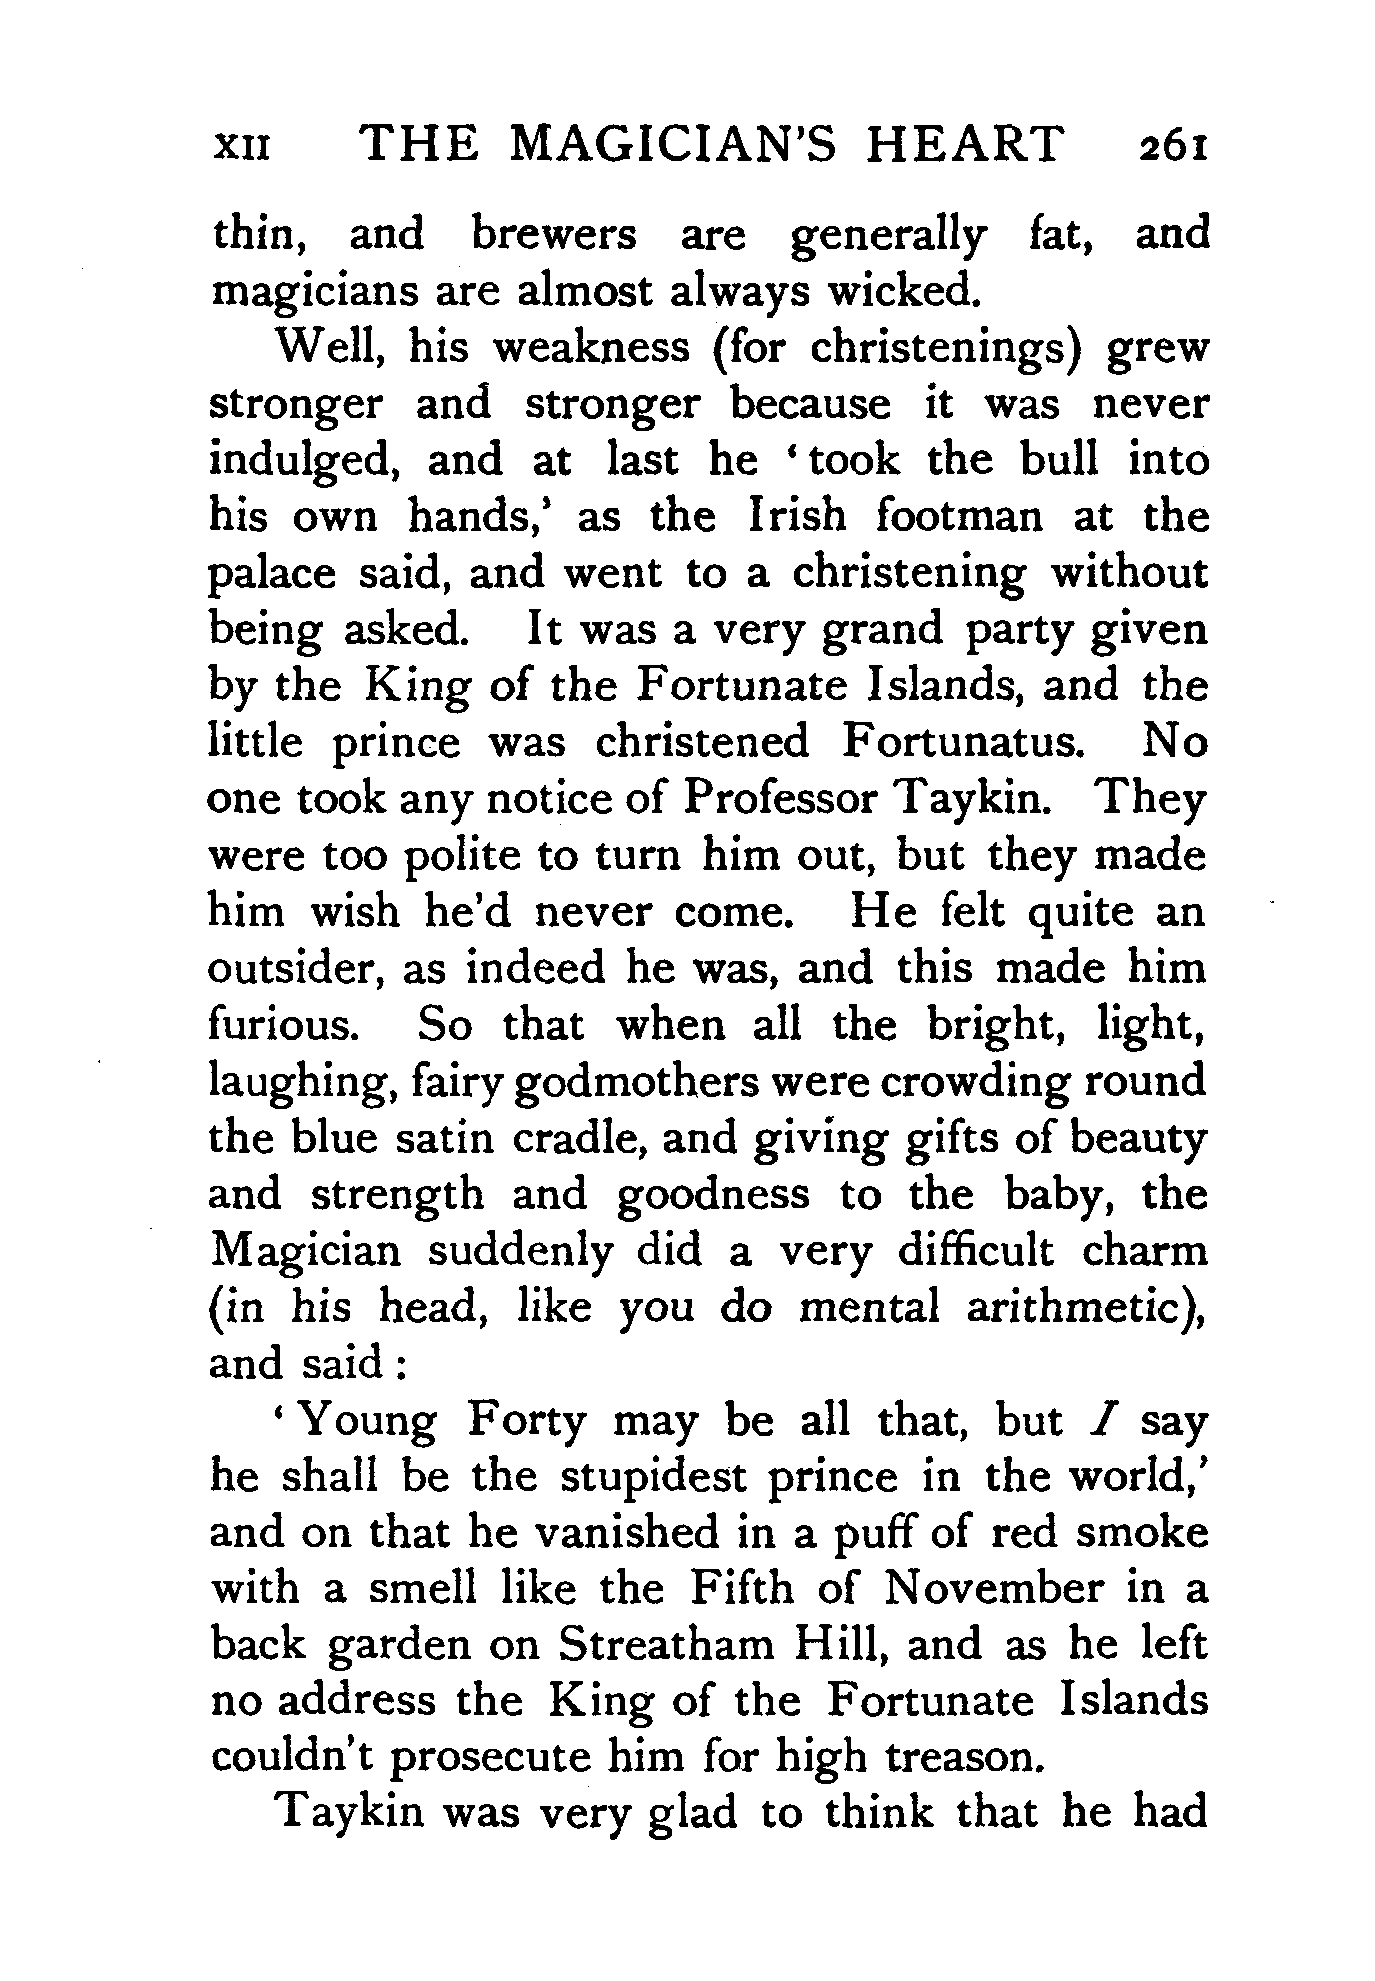 XII THE MAGICIAN'S HEART 261
thin, and brewers are generally fat, and
magicians are almost always wicked.
Well, his weakness (for christenings) grew
stronger and stronger because it was never
indulged, and at last he ‘took the bull into
his own hands,’ as the Irish footman at the
palace said, and went to a christening without
being asked. It was a very grand party given
by the King of the Fortunate Islands, and the
little prince was christened Fortunatus. No
one took any notice of Professor Taykin. They
were too polite to turn him out, but they made
him wish he'd never come. He felt quite an
outsider, as indeed he was, and this made him
furious. So that when all the bright, light,
laughing, fairy godmothers were crowding round
the blue satin cradle, and giving gifts of beauty
and strength and goodness to the baby, the
Magician suddenly did a very difficult charm
(in his head, like you do mental arithmetic),
and said :
‘Young Forty may be all that, but I say
he shall be the stupidest prince in the world,’
and on that he vanished in a puff of red smoke
with a smell like the Fifth of November in a
back garden on Streatham Hill, and as he left
no address the King of the Fortunate Islands
couldn't prosecute him for high treason.
Taykin was very glad to think that he had